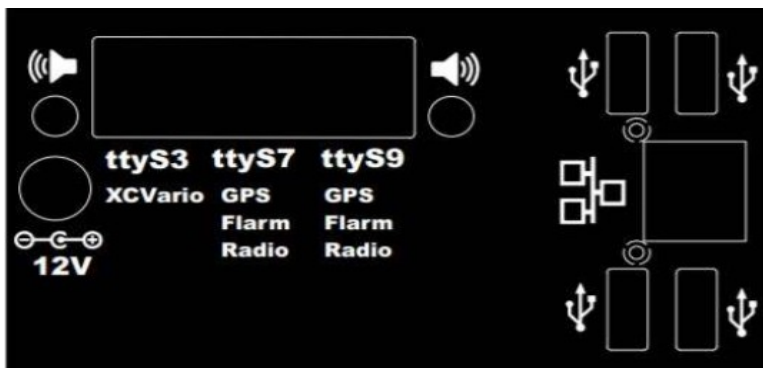 ttyS3 ttyS7 ttyS9
XCVario GPS GPS
Flarm Flarm
Radio Radio
12V